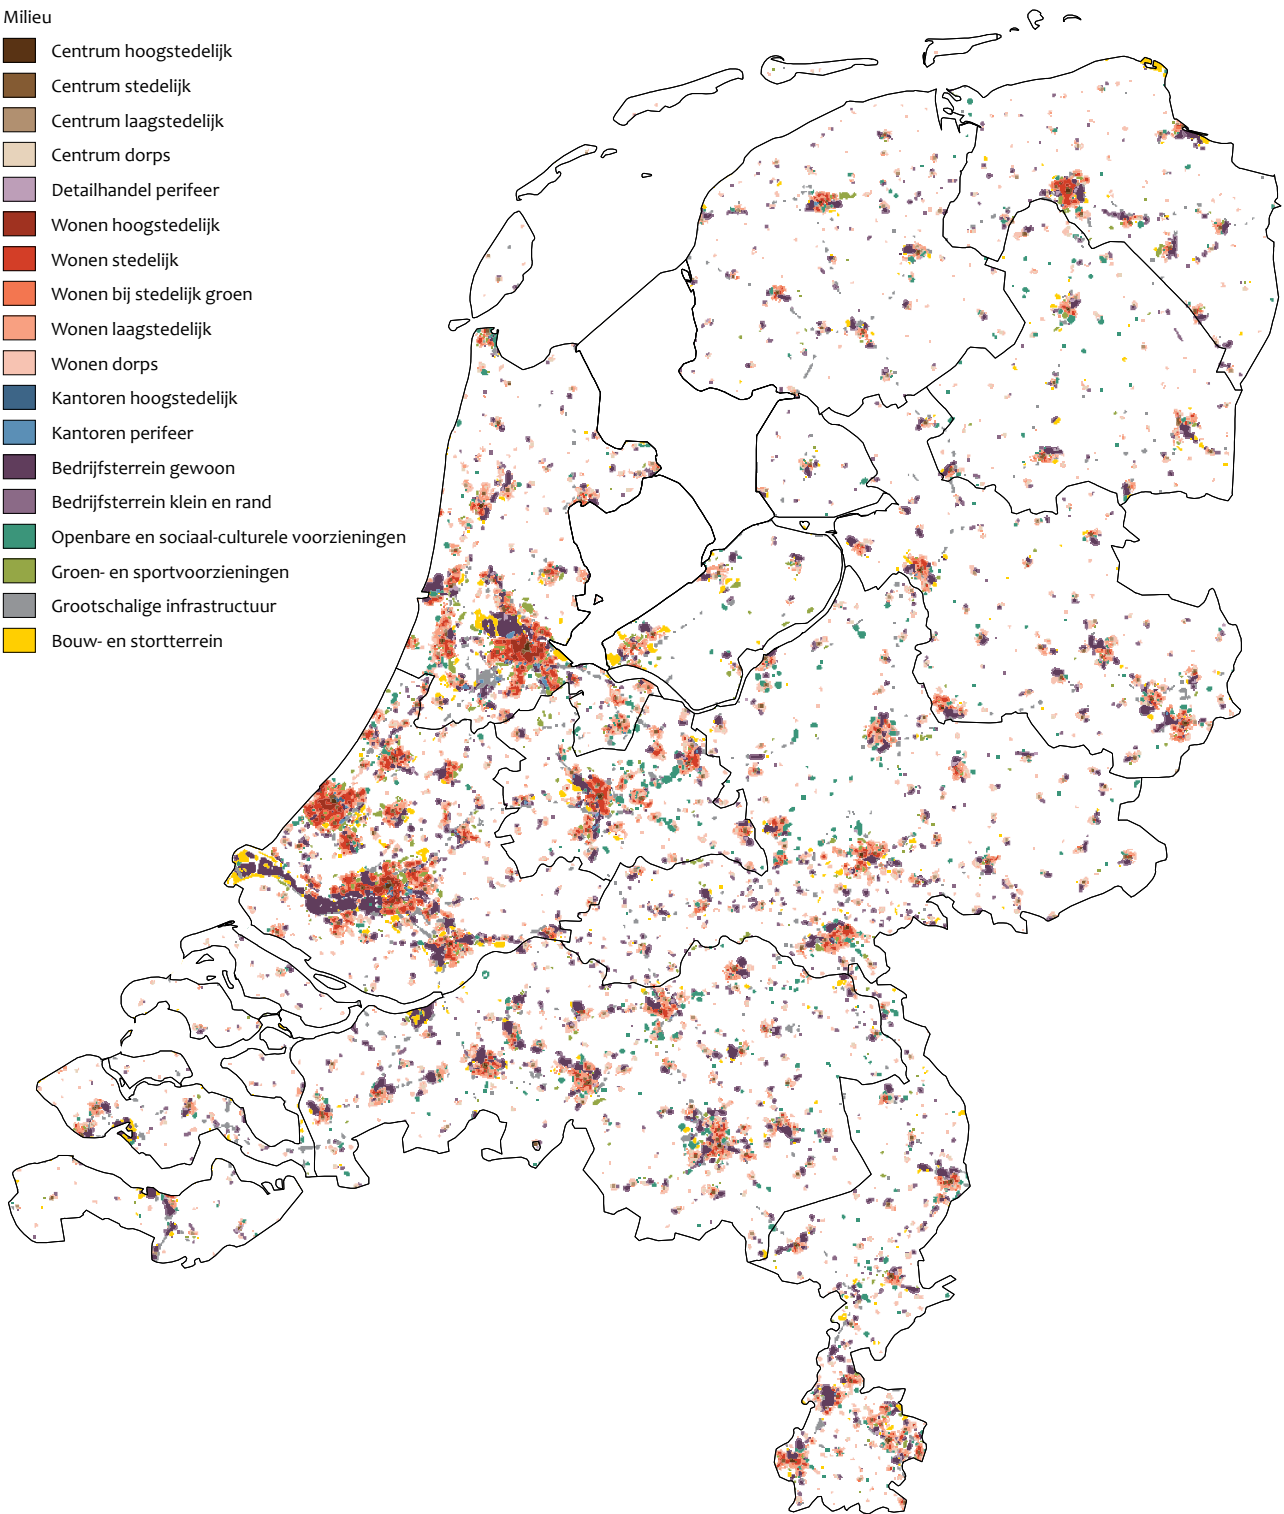 Milieu
Centrum hoogstedelijk
Centrum stedelijk
Centrum laagstedelijk
Centrum dorps
Detailhandel perifeer
Wonen hoogstedelijk
Wonen stedelijk
Wonen bij stedelijk groen
Wonen laagstedelijk
Wonen dorps
Kantoren hoogstedelijk
Kantoren perifeer
Bedrijfsterrein gewoon
Bedrijfsterrein klein en rand
Openbare en sociaal-culturele voorzieningen
Groen- en sportvoorzieningen
Grootschalige infrastructuur
Bouw- en stortterrein